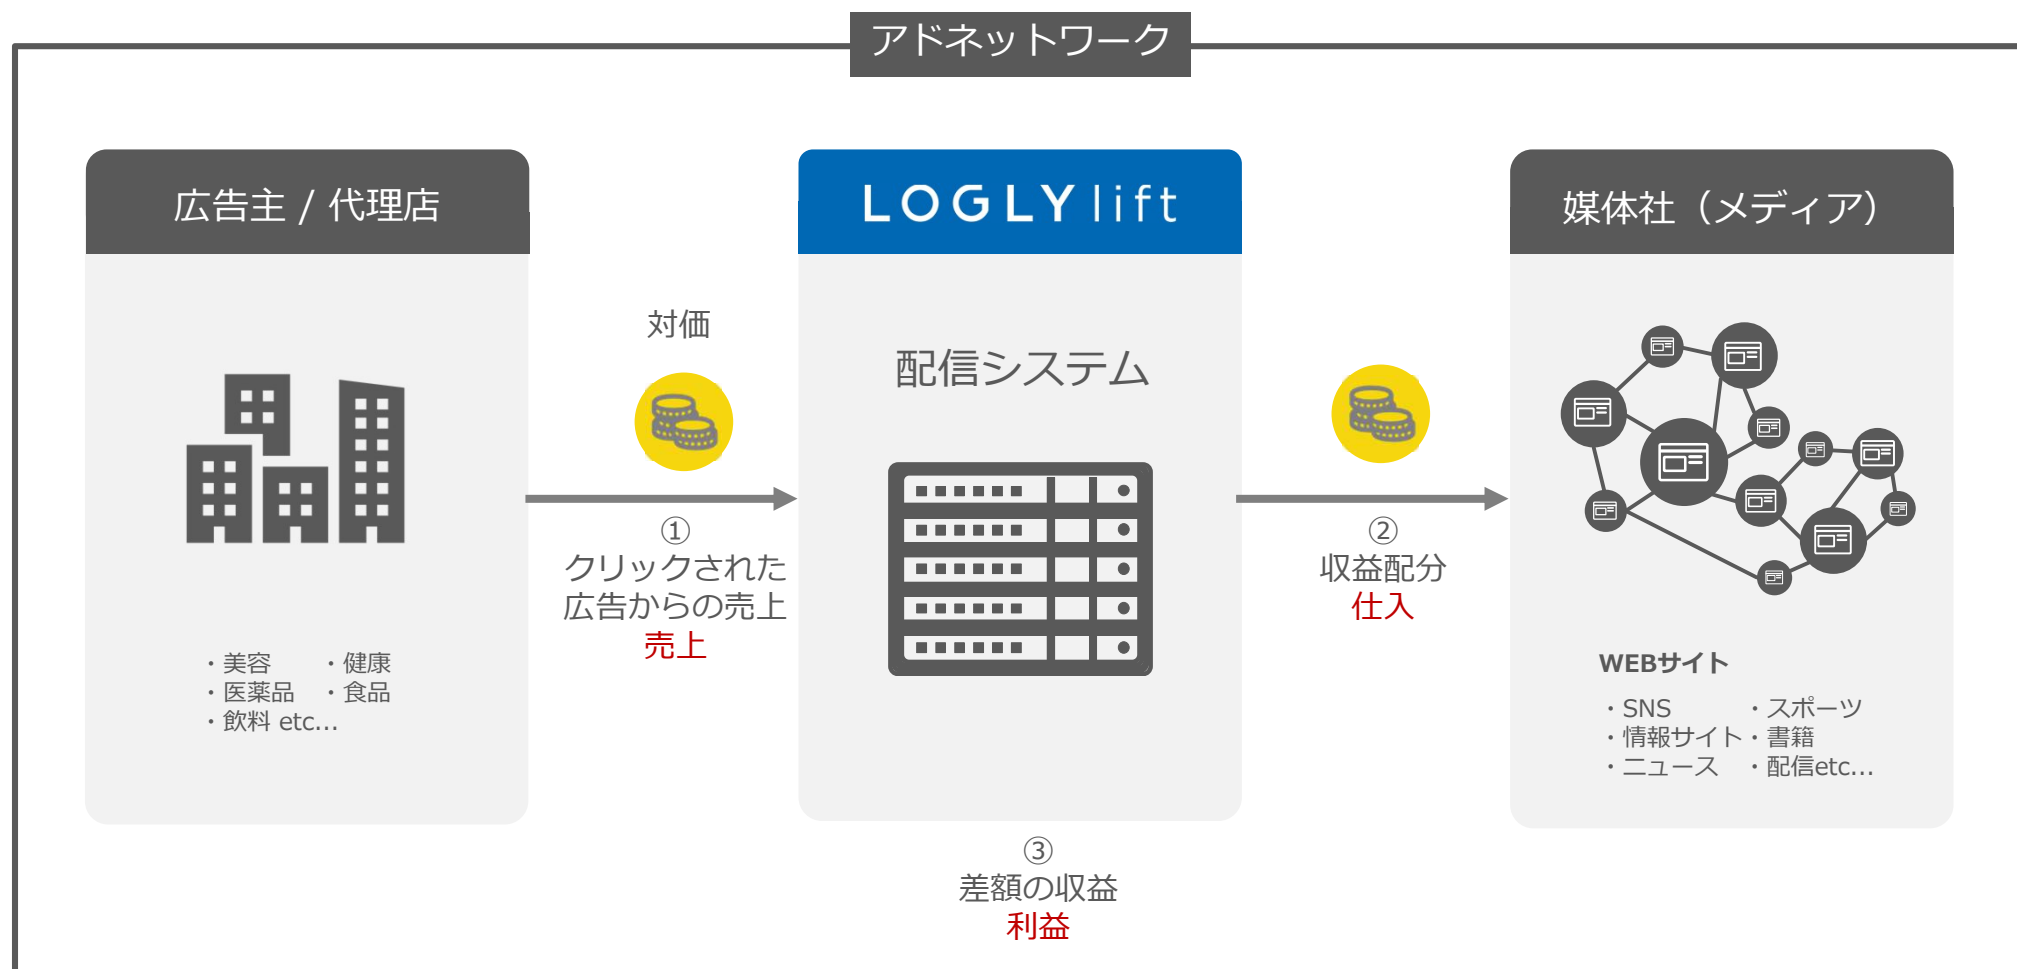 アドネットワーク
広告主 / 代理店
・美容 ・健康
・医薬品 ・食品
・飲料 etc...
対価
①
クリックされた
広告からの売上
売上
LOGLY lift
配信システム
③
差額の収益
利益
②
収益配分
仕入
媒体社（メディア）
WEBサイト
・SNS ・スポーツ
・情報サイト ・書籍
・ニュース ・配信etc...